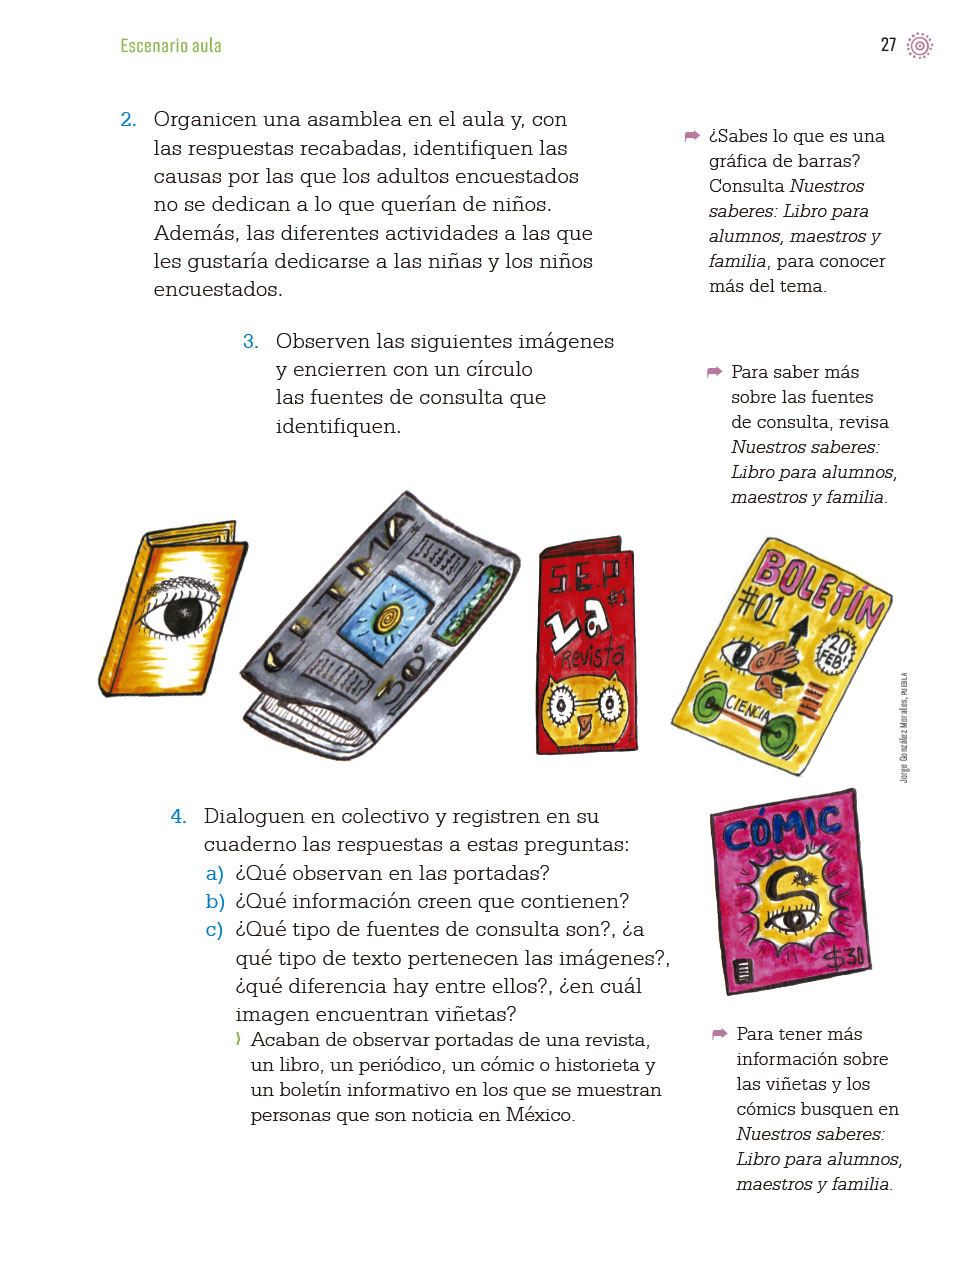 Escenario aula
27
2. Organicen una asamblea en el aula y, con
las respuestas recabadas, identifiquen las
causas por las que los adultos encuestados
no se dedican a lo que querían de niños.
Además, las diferentes actividades a las que
les gustaría dedicarse a las niñas y los niños
encuestados.
➦ ¿Sabes lo que es una
gráfica de barras?
Consulta Nuestros
saberes: Libro para
alumnos, maestros y
familia, para conocer
más del tema.
3. Observen las siguientes imágenes
y encierren con un círculo
las fuentes de consulta que
identifiquen.
➦ Para saber más
sobre las fuentes
de consulta, revisa
Nuestros saberes:
Libro para alumnos,
maestros y familia.
S.E.P
#1
La
Revista
BOLETÍN
#01
20
FEB
CIENCIA
Jorge González Morales, PUEBLA
CÓMIC
S
$30
4. Dialoguen en colectivo y registren en su
cuaderno las respuestas a estas preguntas:
a) ¿Qué observan en las portadas?
b) ¿Qué información creen que contienen?
c) ¿Qué tipo de fuentes de consulta son?, ¿a
qué tipo de texto pertenecen las imágenes?,
¿qué diferencia hay entre ellos?, ¿en cuál
imagen encuentran viñetas?
⟩ Acaban de observar portadas de una revista,
un libro, un periódico, un cómic o historieta y
un boletín informativo en los que se muestran
personas que son noticia en México.
➦ Para tener más
información sobre
las viñetas y los
cómics busquen en
Nuestros saberes:
Libro para alumnos,
maestros y familia.